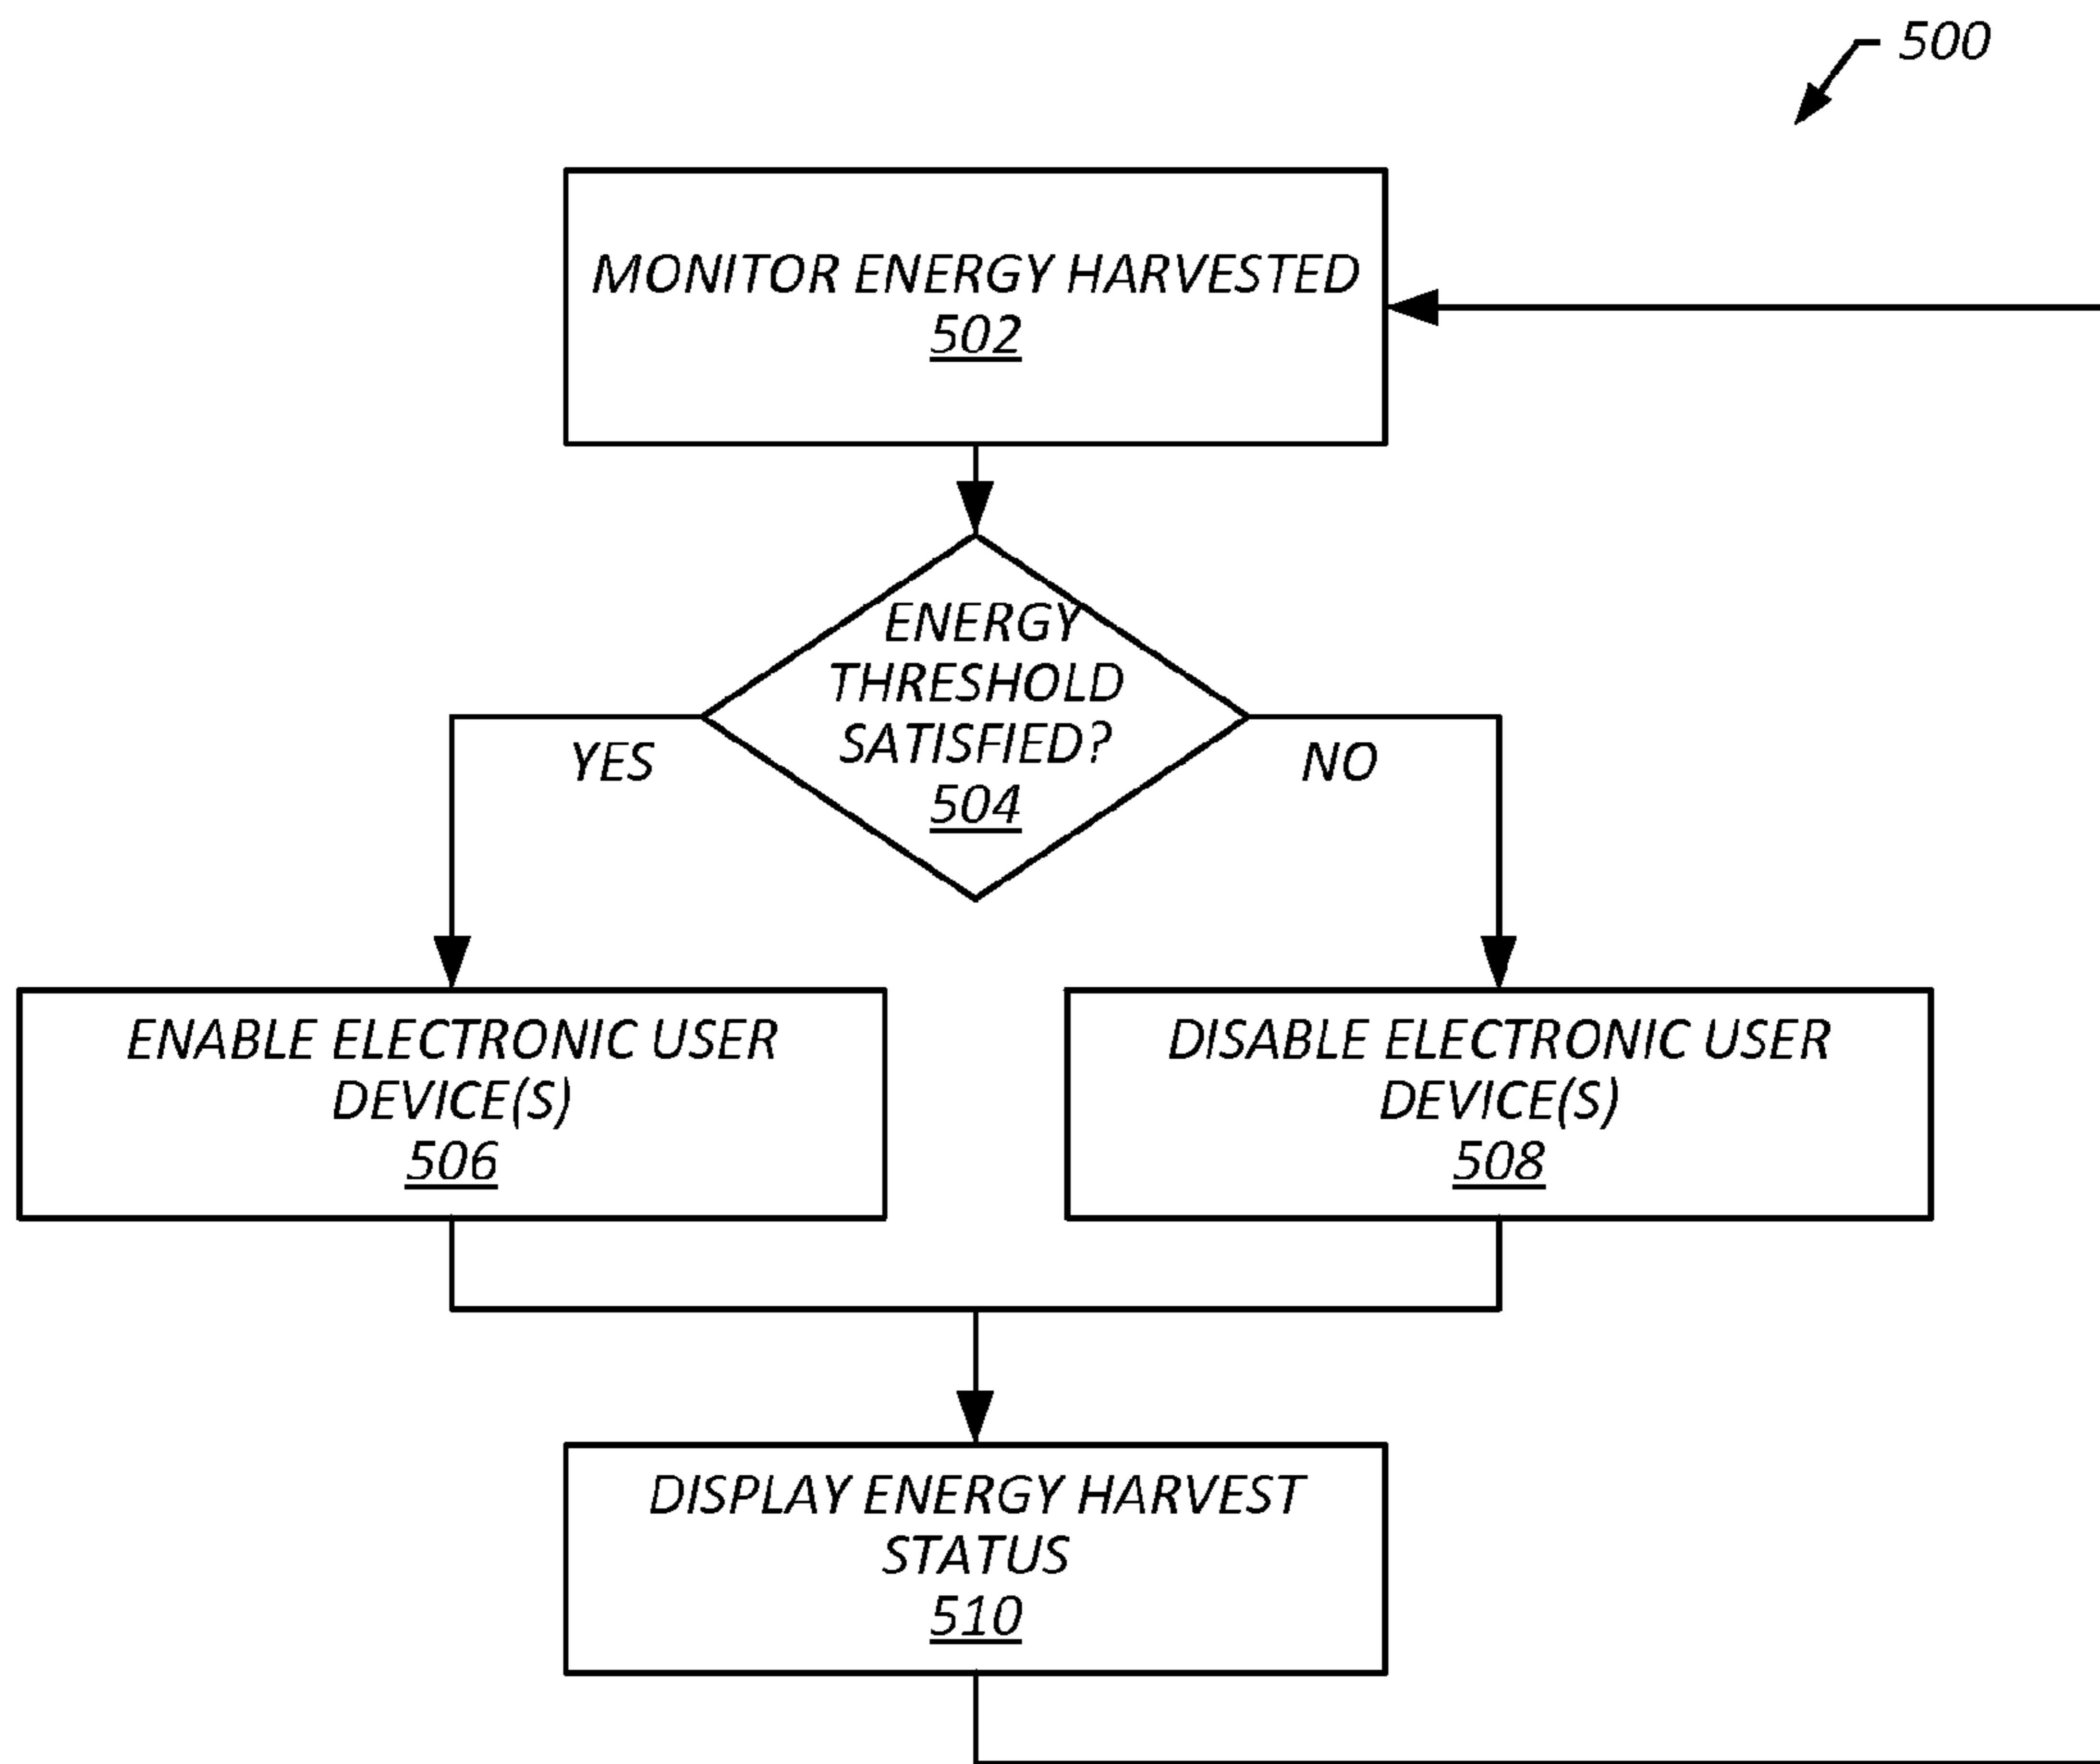 500
MONITOR ENERGY HARVESTED
502
ENERGY
THRESHOLD
SATISFIED?
504
YES
NO
ENABLE ELECTRONIC USER
DEVICE(S)
506
DISABLE ELECTRONIC USER
DEVICE(S)
508
DISPLAY ENERGY HARVEST
STATUS
510